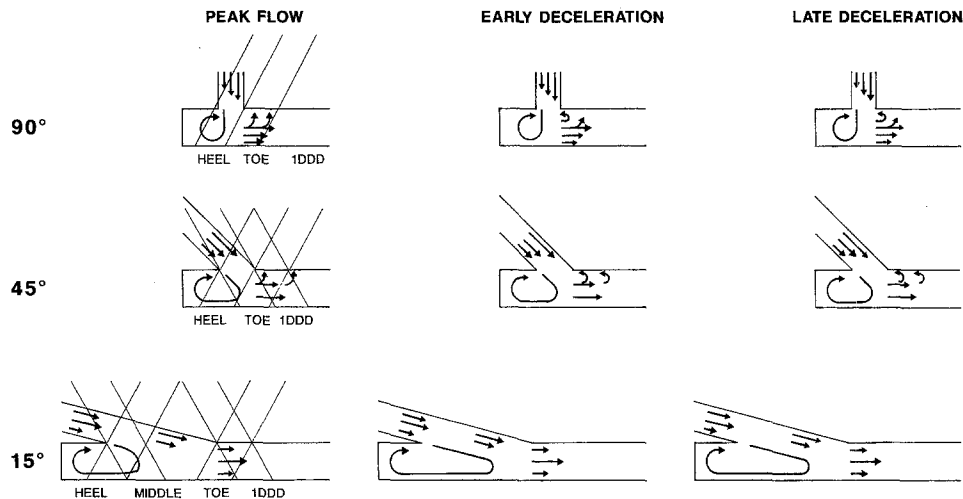 PEAK FLOW EARLY DECELERATION LATE DECELERATION
90°
HEEL TOE 1DDD
45°
HEEL TOE 1DDD
15°
HEEL MIDDLE TOE 1DDD